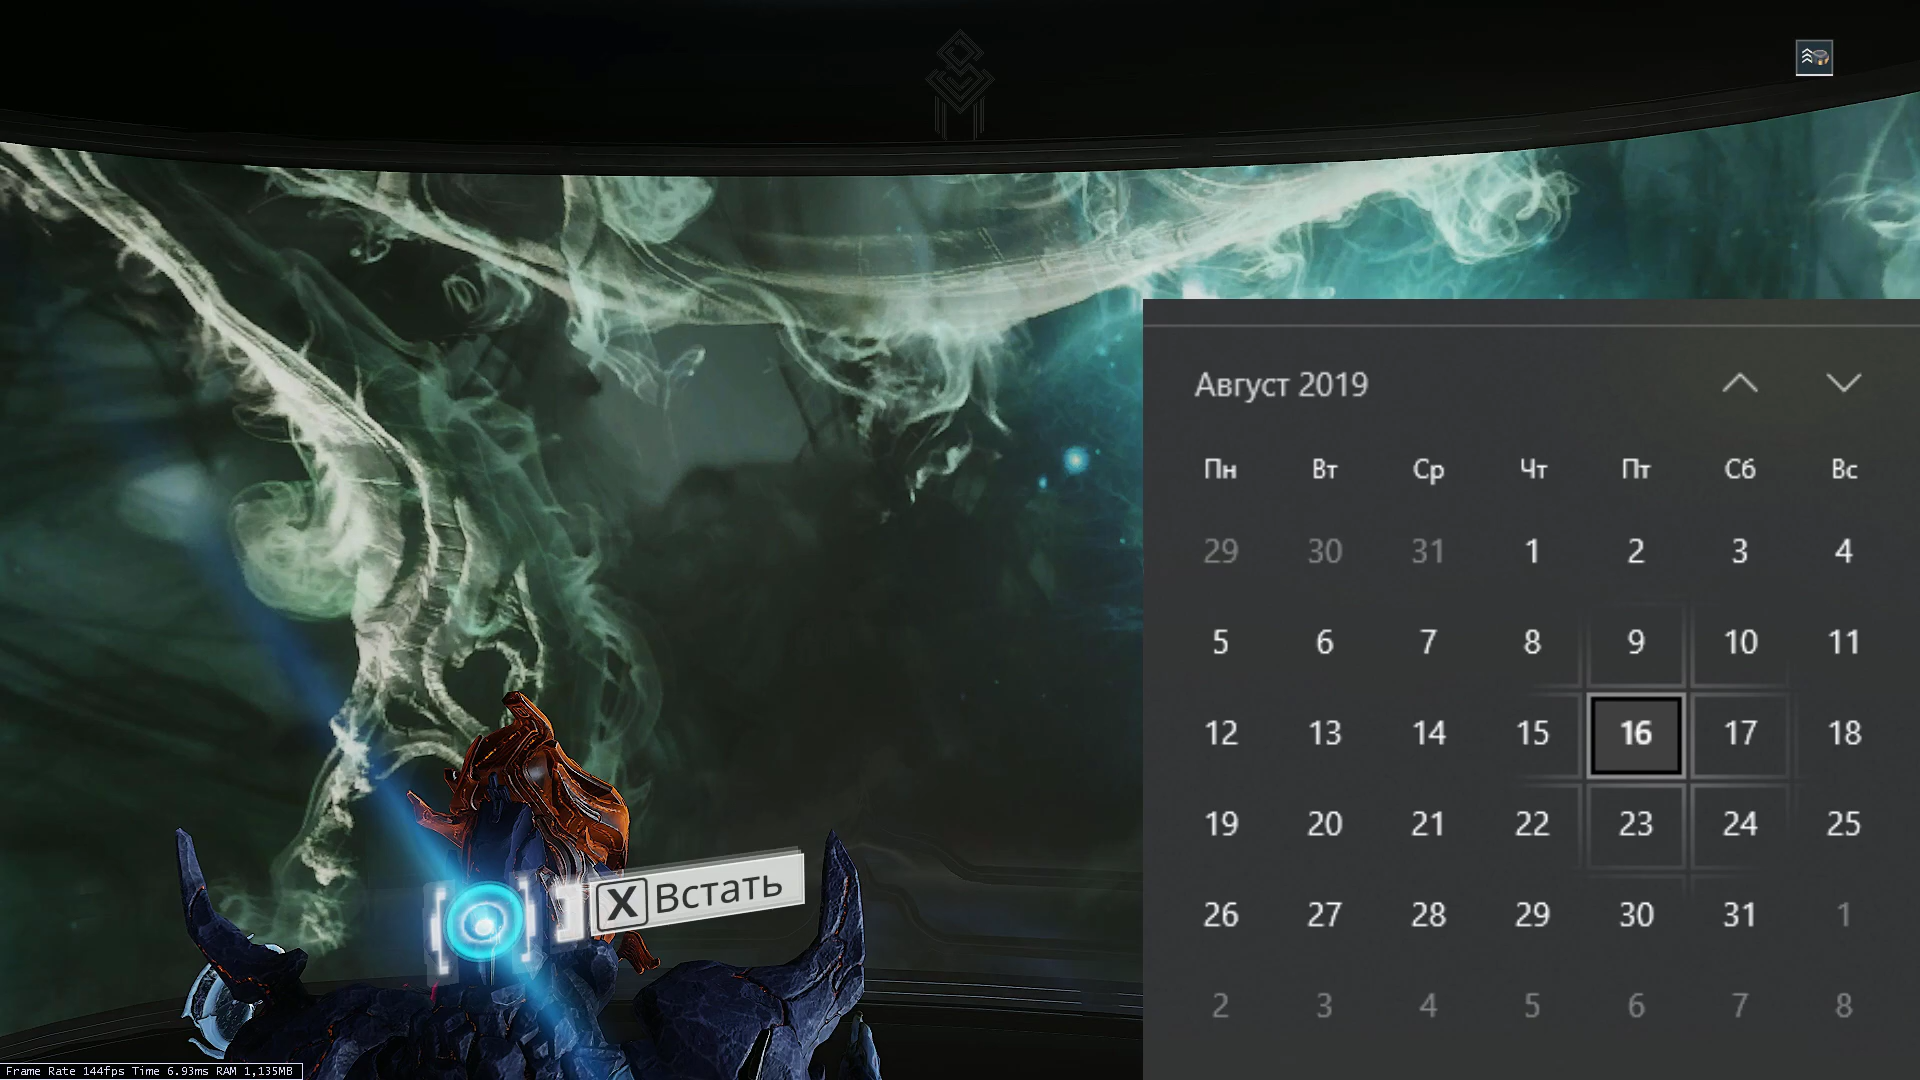 Август 2019
Пн Вт Ср Чт Пт Сб Вс
29 30 31 1 2 3 4
5 6 7 8 9 10 11
12 13 14 15 16 17 18
19 20 21 22 23 24 25
26 27 28 29 30 31 1
2 3 4 5 6 7 8
X Встать
Frame Rate 144fps Time 6.93ms RAM 1,135MB